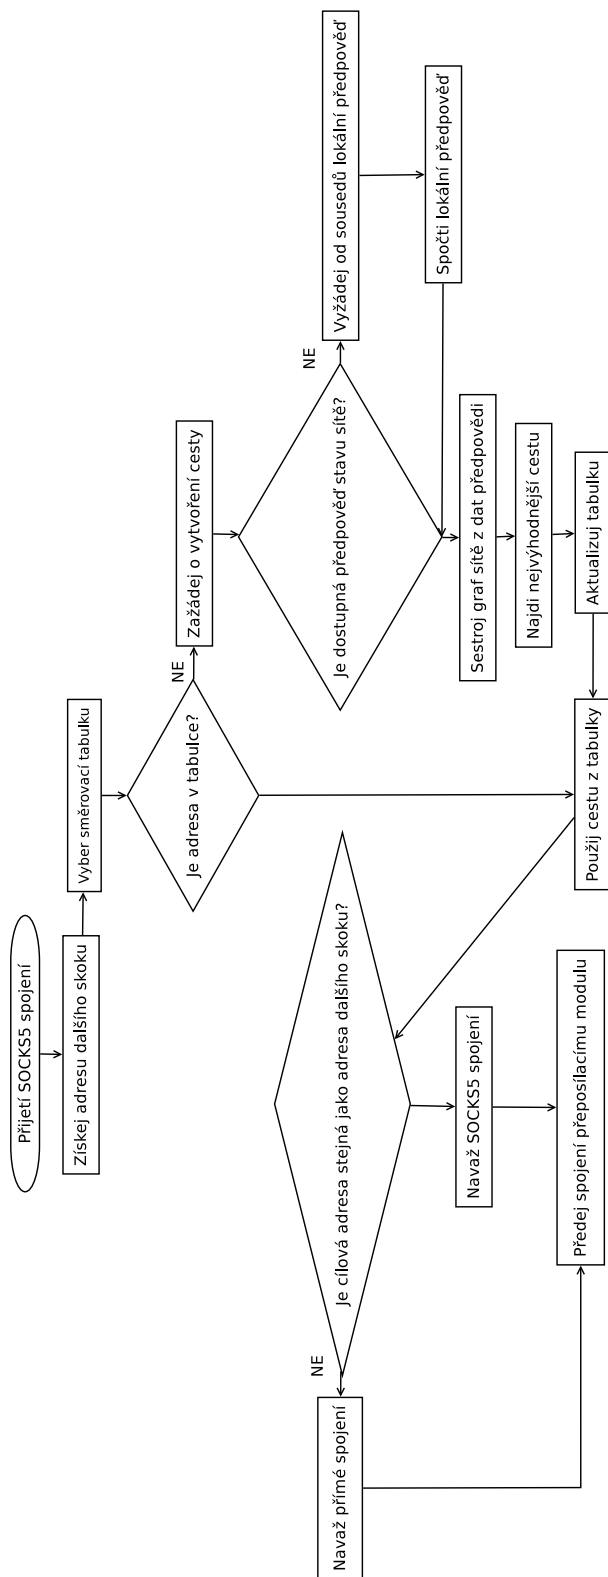 Přijetí SOCKS5 spojení
Získej adresu dalšího skoku
Vyber směrovací tabulku
Je adresa v tabulce?
NE
Zažádej o vytvoření cesty
Je dostupná předpověď stavu sítě?
NE
Vyžádej od sousedů lokální předpověď
Spočti lokální předpověď
Sestroj graf sítě z dat předpovědi
Najdi nejvýhodnější cestu
Aktualizuj tabulku
Použij cestu z tabulky
Je cílová adresa stejná jako adresa dalšího skoku?
NE
Navaž přímé spojení
Navaž SOCKS5 spojení
Předej spojení přeposílacímu modulu